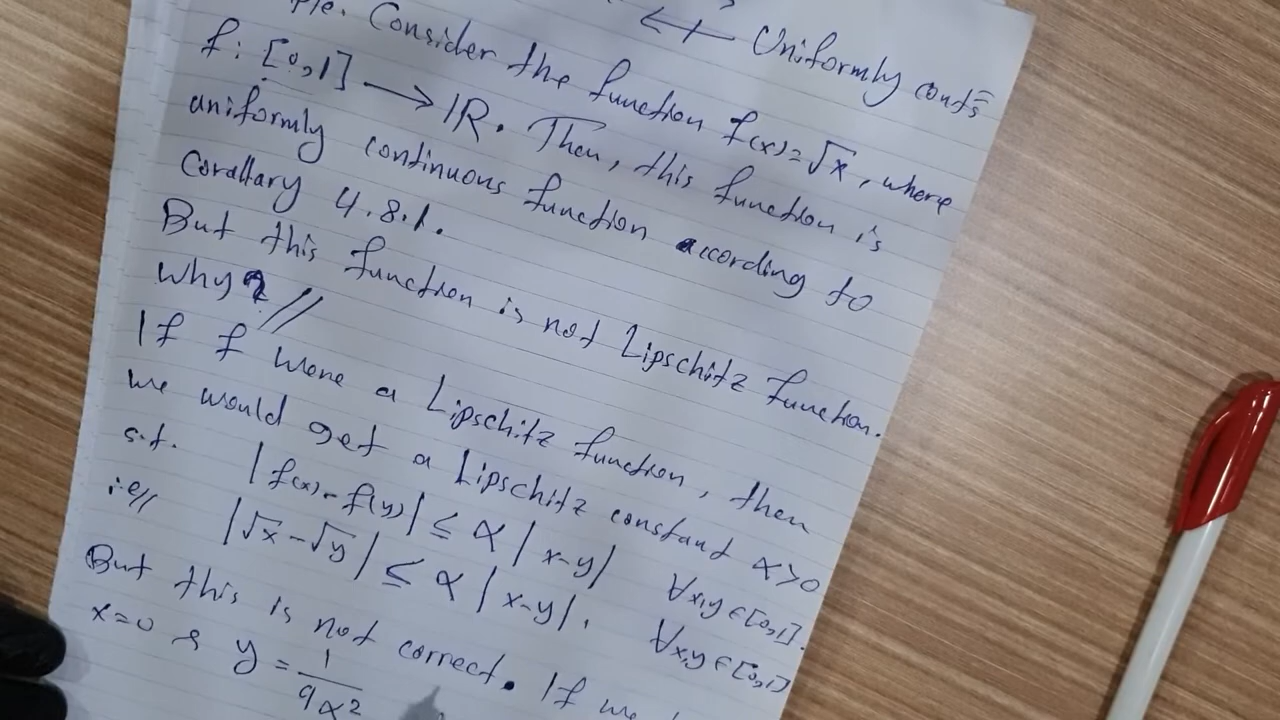 ple. Consider the function f(x)=√x, where
f: [0,1] → IR. Then, this function is
uniformly continuous function according to
Corallary 4.8.1.
But this function is not Lipschitz function.
Why? //
If f were a Lipschitz function, then
we would get a Lipschitz constant α>0
s.t. |f(x)-f(y)| ≤ α|x-y| ∀x,y∈[0,1].
i.e// |√x-√y| ≤ α|x-y|. ∀x,y∈[0,1]
But this is not correct. If we
x=0 & y = 1/9α²
Uniformly conts